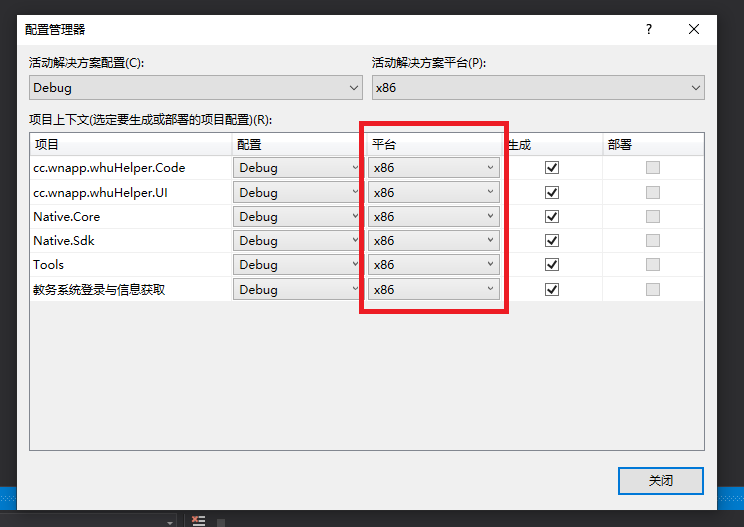 配置管理器
活动解决方案配置(C):
活动解决方案平台(P):
Debug
x86
项目上下文(选定要生成或部署的项目配置)(R):
项目 配置 平台 生成 部署
cc.wnapp.whuHelper.Code Debug x86
cc.wnapp.whuHelper.UI Debug x86
Native.Core Debug x86
Native.Sdk Debug x86
Tools Debug x86
教务系统登录与信息获取 Debug x86
关闭